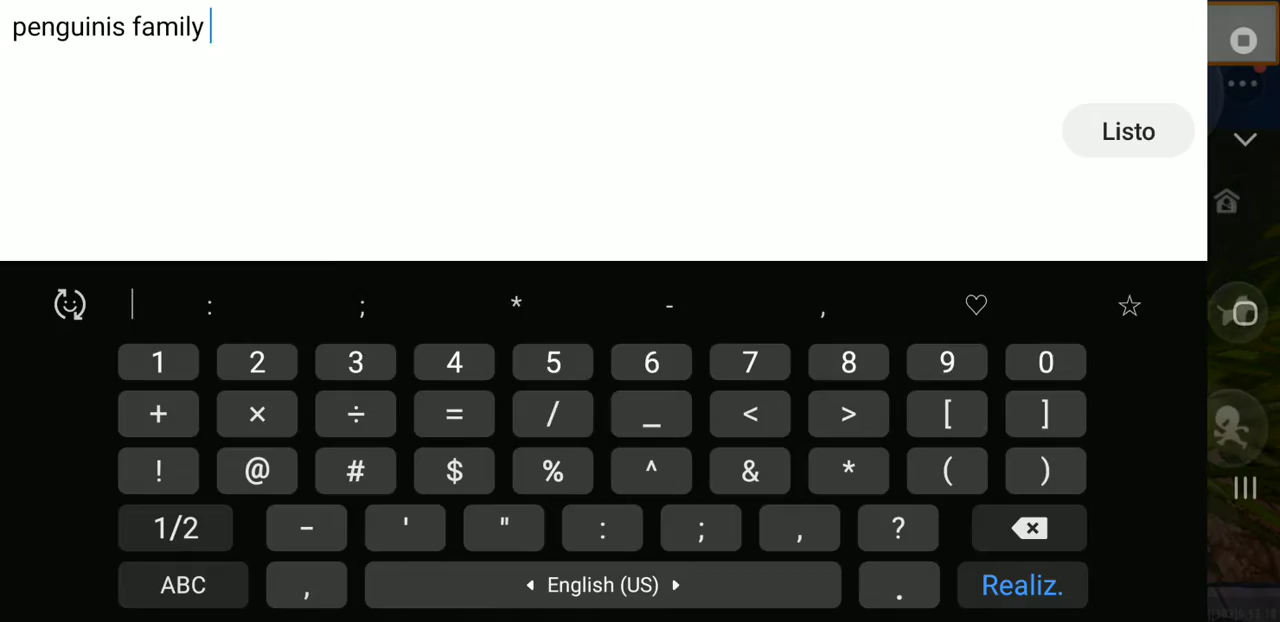 penguinis family
Listo
: ; * - , ♡ ☆
1 2 3 4 5 6 7 8 9 0
+ × ÷ = / _ < > [ ]
! @ # $ % ^ & * ( )
1/2 - ' " : ; , ?
ABC , English (US) . Realiz.